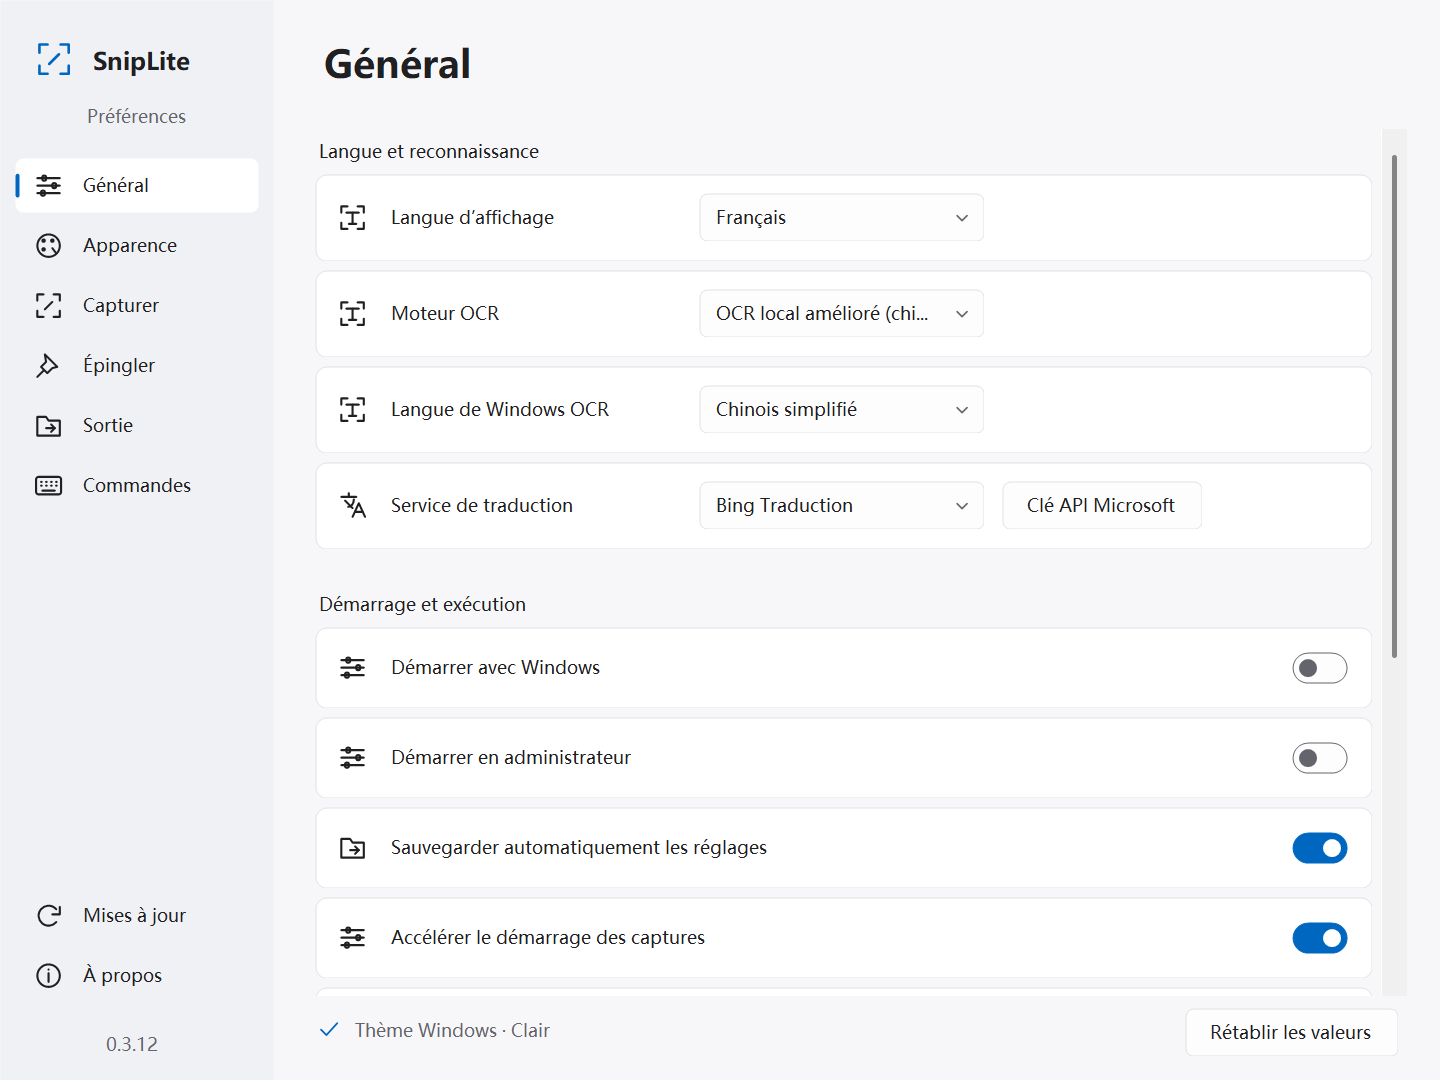 SnipLite
Préférences
Général
Apparence
Capturer
Épingler
Sortie
Commandes
Mises à jour
À propos
0.3.12
Général
Langue et reconnaissance
Langue d’affichage
Français
Moteur OCR
OCR local amélioré (chi...
Langue de Windows OCR
Chinois simplifié
Service de traduction
Bing Traduction
Clé API Microsoft
Démarrage et exécution
Démarrer avec Windows
Démarrer en administrateur
Sauvegarder automatiquement les réglages
Accélérer le démarrage des captures
Thème Windows · Clair
Rétablir les valeurs